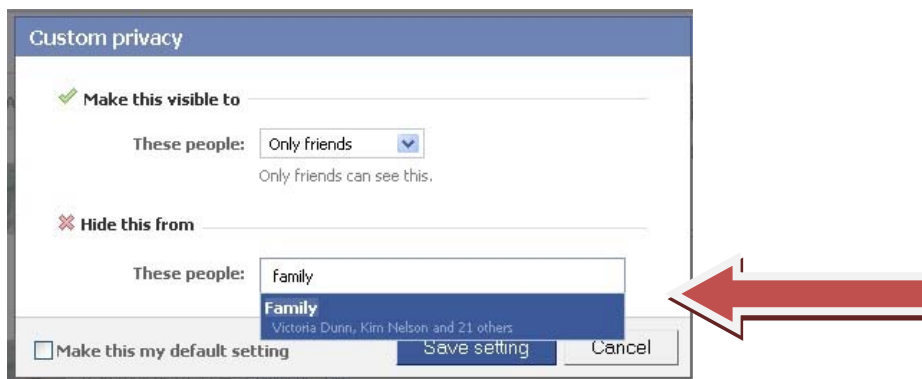 Custom privacy
Make this visible to
These people: Only friends
Only friends can see this.
Hide this from
These people: family
Family
Victoria Dunn, Kim Nelson and 21 others
Make this my default setting Save setting Cancel